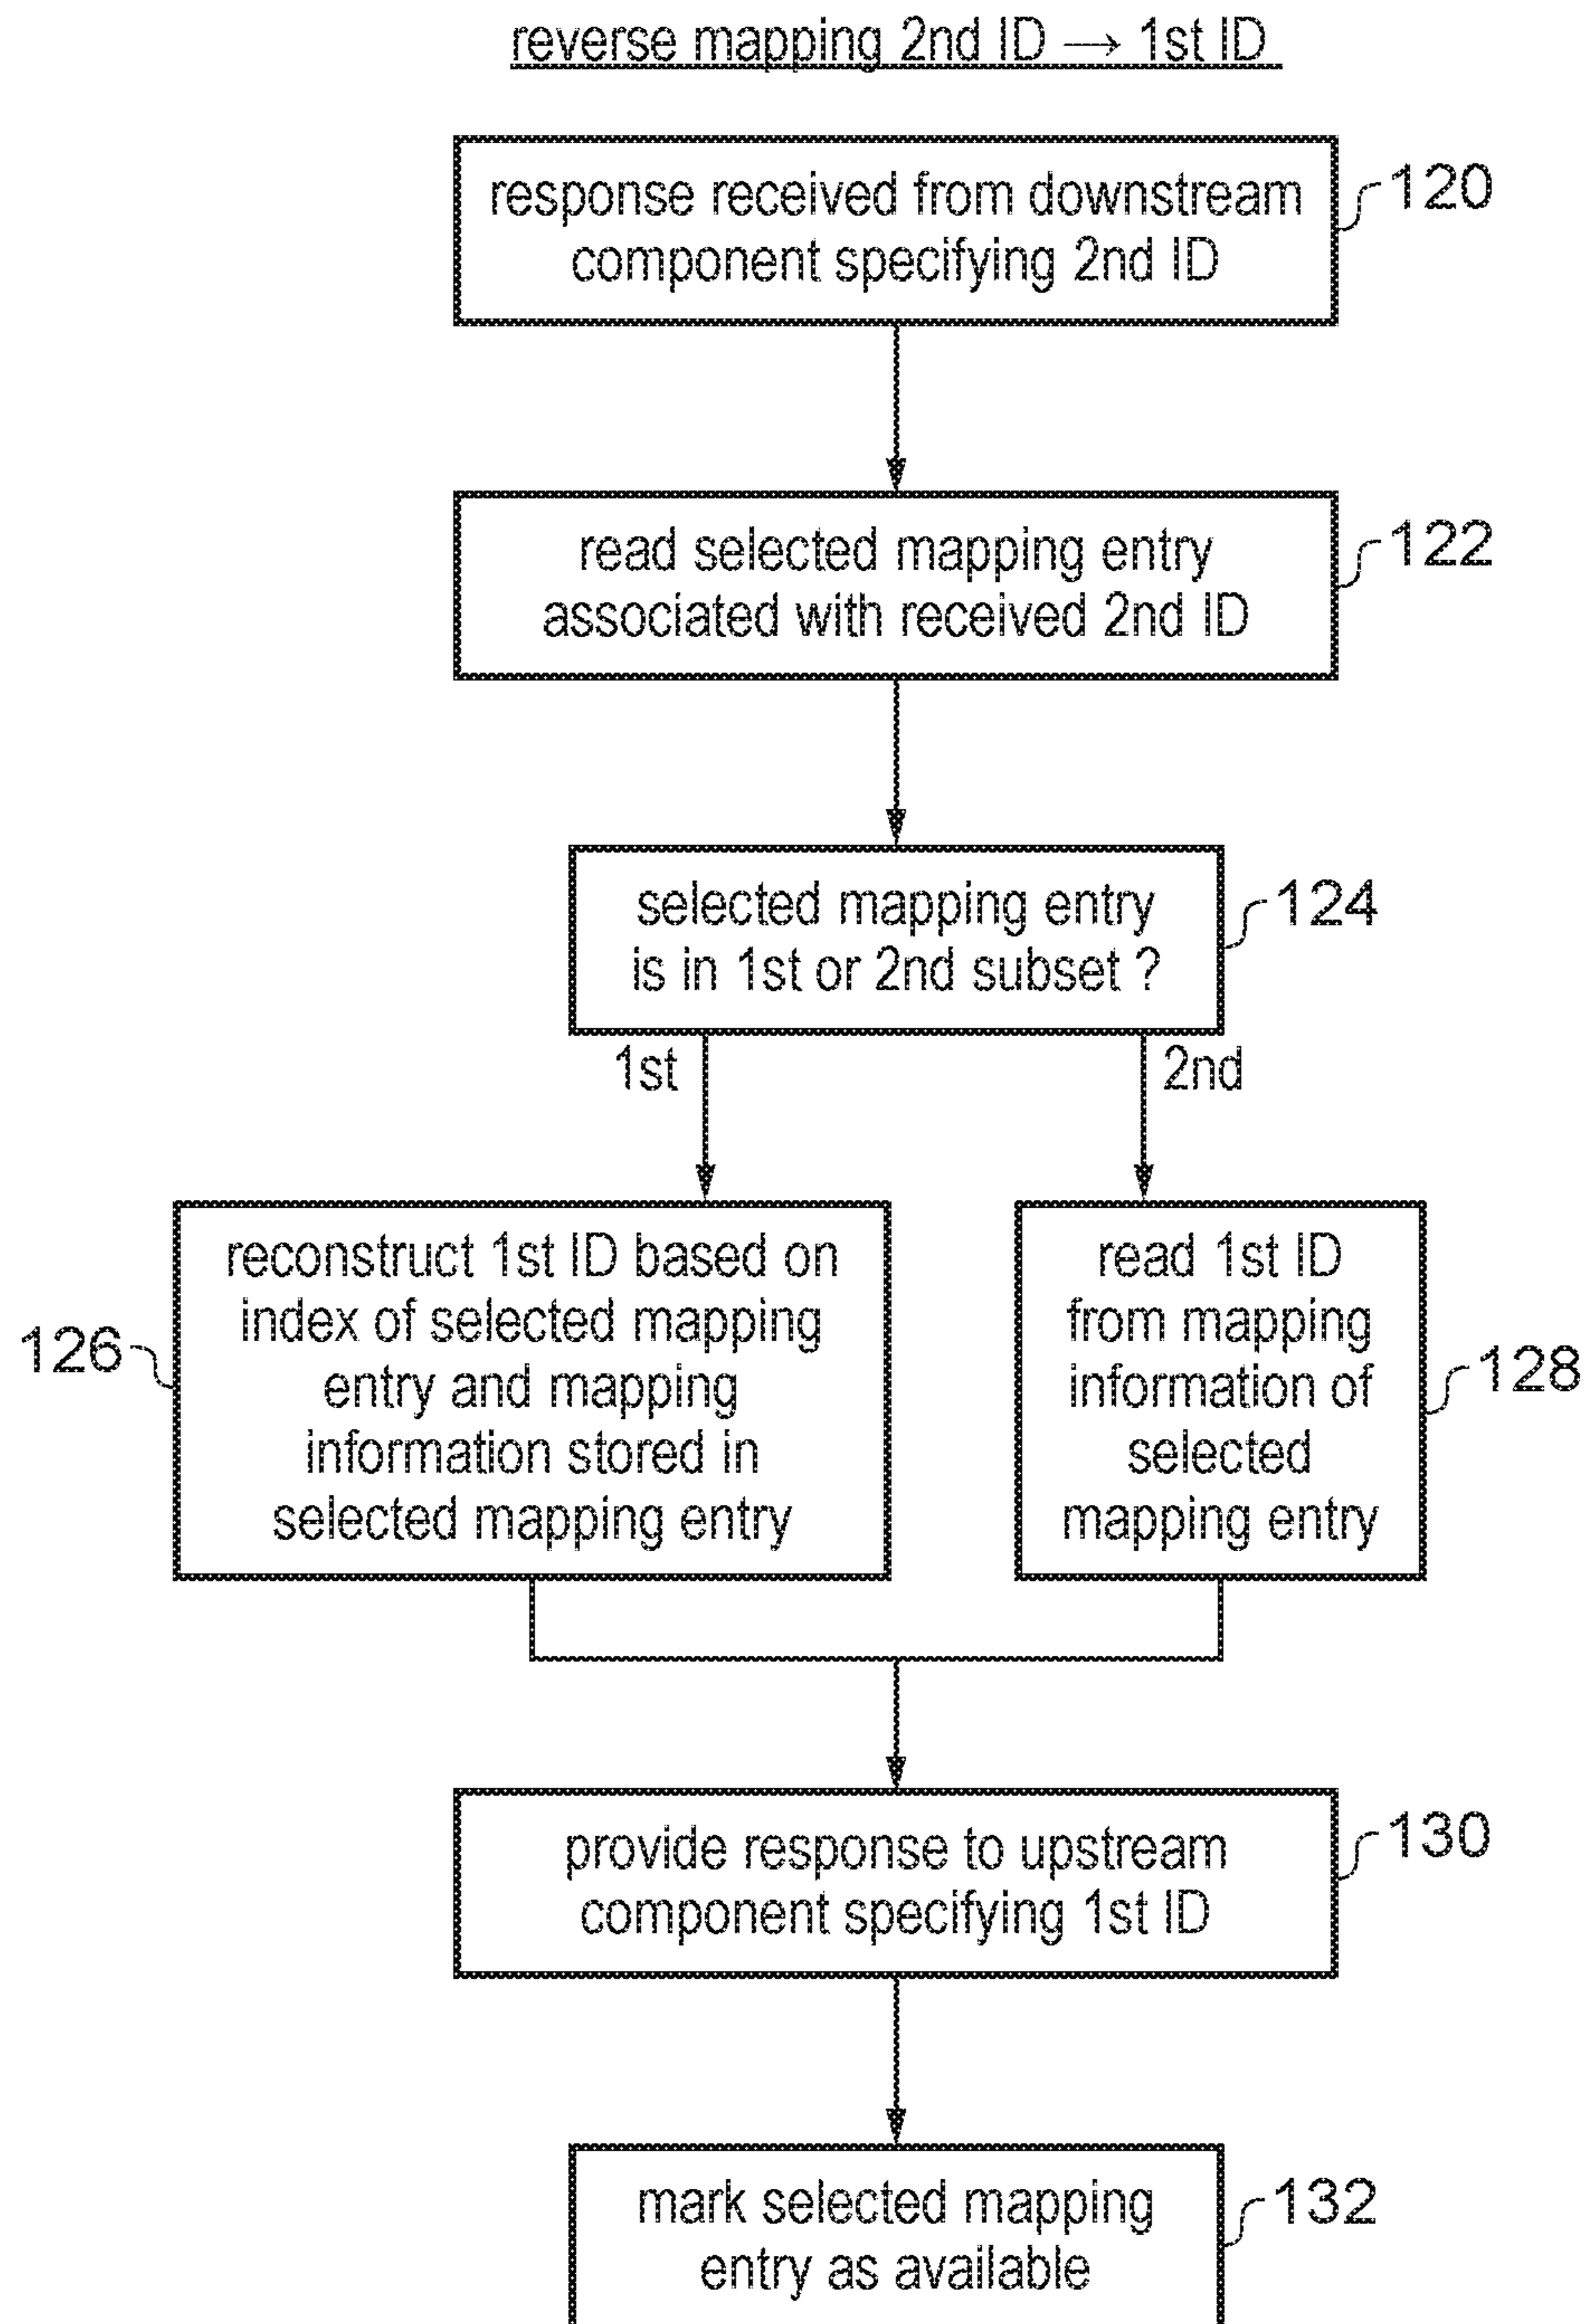 reverse mapping 2nd ID → 1st ID
response received from downstream
component specifying 2nd ID
120
read selected mapping entry
associated with received 2nd ID
122
selected mapping entry
is in 1st or 2nd subset ?
124
1st
2nd
reconstruct 1st ID based on
index of selected mapping
entry and mapping
information stored in
selected mapping entry
126
read 1st ID
from mapping
information of
selected
mapping entry
128
provide response to upstream
component specifying 1st ID
130
mark selected mapping
entry as available
132